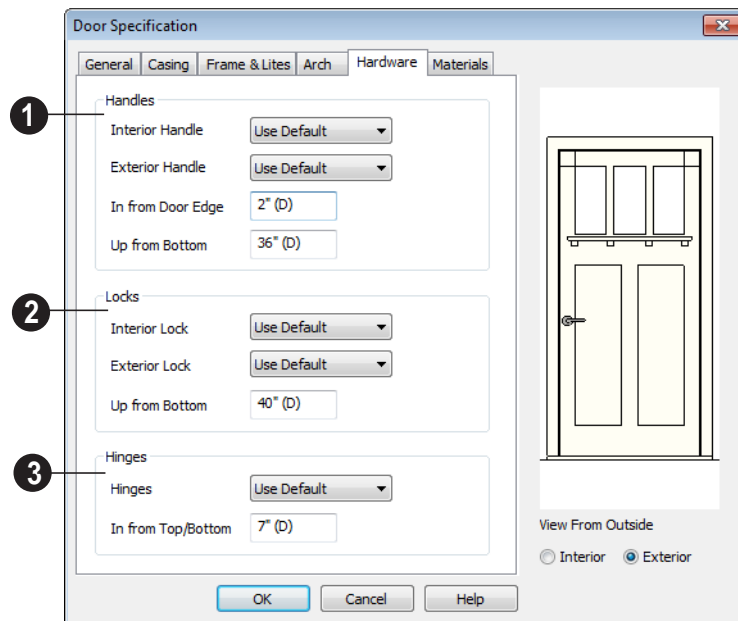 Door Specification
General Casing Frame & Lites Arch Hardware Materials
1
Handles
Interior Handle Use Default
Exterior Handle Use Default
In from Door Edge 2" (D)
Up from Bottom 36" (D)
2
Locks
Interior Lock Use Default
Exterior Lock Use Default
Up from Bottom 40" (D)
3
Hinges
Hinges Use Default
In from Top/Bottom 7" (D)
View From Outside
Interior Exterior
OK Cancel Help